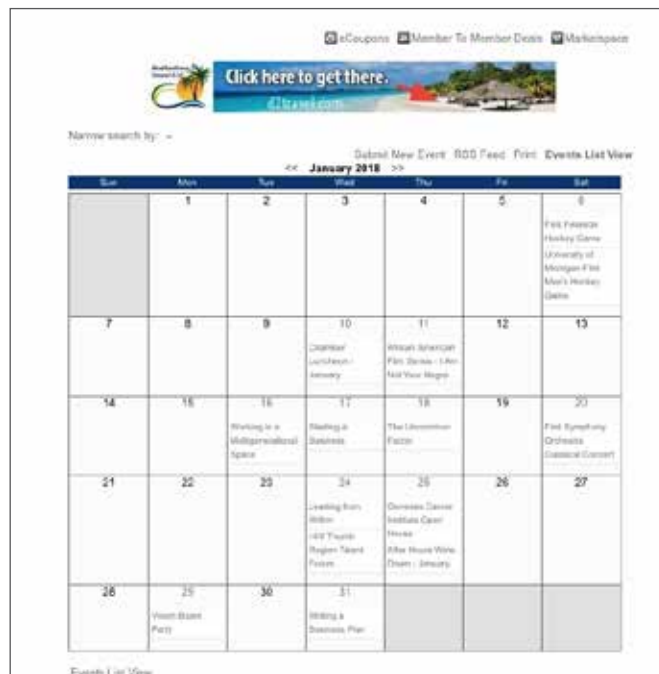 eCoupons Member To Member Deals Marketspace
Click here to get there.
d2travel.com
Narrow search by:
Submit New Event RSS Feed Print Events List View
<< January 2018 >>
Sun Mon Tue Wed Thu Fri Sat
1 2 3 4 5 6
Flint Firebirds
Hockey Game
University of
Michigan-Flint
Men's Hockey
Game
7 8 9 10 11 12 13
Chamber
Luncheon -
January
African American
Film Series - I Am
Not Your Negro
14 15 16 17 18 19 20
Working in a
Multigenerational
Space
Starting a
Business
The Uncommon
Factor
Flint Symphony
Orchestra
Classical Concert
21 22 23 24 25 26 27
Leading from
Within
Region Talent
Forum
Genesee Cancer
Institute Open
House
After Hours Wine
Down - January
28 29 30 31
Vision Board
Party
Writing a
Business Plan
Events List View